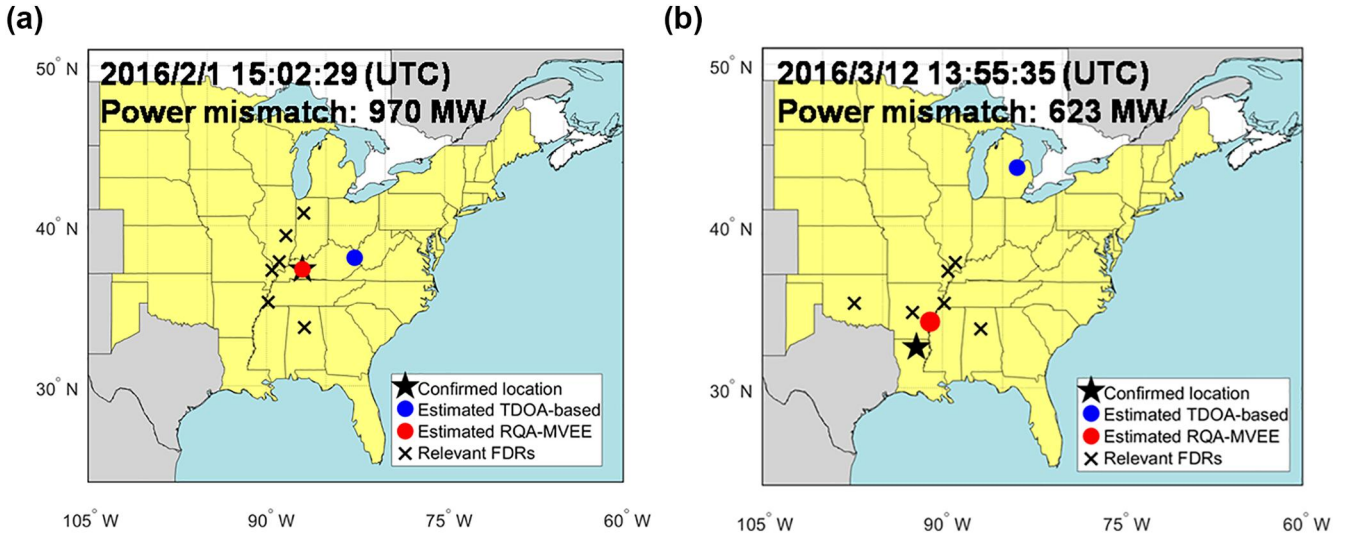 (a)
2016/2/1 15:02:29 (UTC)
Power mismatch: 970 MW
50° N
40° N
30° N
Confirmed location
Estimated TDOA-based
Estimated RQA-MVEE
Relevant FDRs
105° W
90° W
75° W
60° W
(b)
2016/3/12 13:55:35 (UTC)
Power mismatch: 623 MW
50° N
40° N
30° N
Confirmed location
Estimated TDOA-based
Estimated RQA-MVEE
Relevant FDRs
105° W
90° W
75° W
60° W